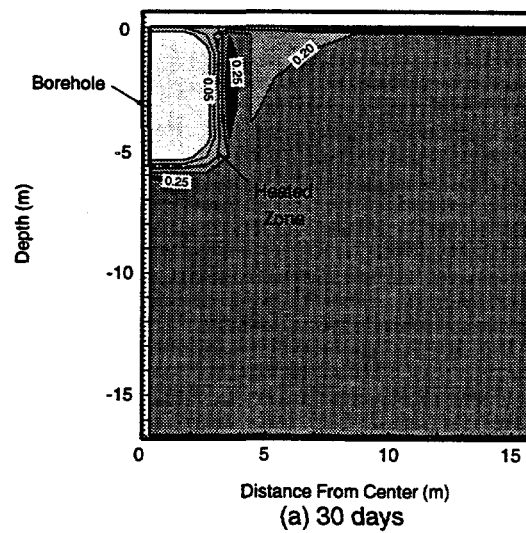 0
Borehole
0.05
0.25
0.20
-5
0.25
Heated
Zone
Depth (m)
-10
-15
0
5
10
15
Distance From Center (m)
(a) 30 days